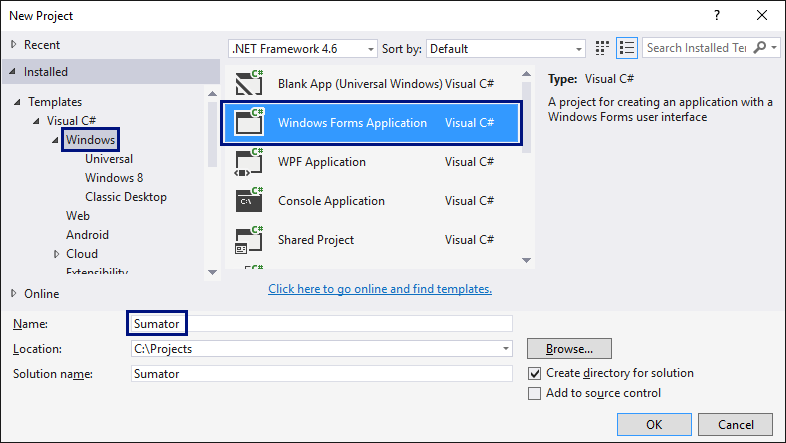 New Project
?
Recent
.NET Framework 4.6
Sort by:
Default
Search Installed Te
Installed
Templates
Visual C#
Windows
Universal
Windows 8
Classic Desktop
Web
Android
Cloud
Extensibility
Online
C#
Blank App (Universal Windows) Visual C#
C#
Windows Forms Application Visual C#
C#
WPF Application Visual C#
C#
C:\
Console Application Visual C#
C#
Shared Project Visual C#
C#
Click here to go online and find templates.
Type: Visual C#
A project for creating an application with a
Windows Forms user interface
Name: Sumator
Location: C:\Projects
Browse...
Solution name: Sumator
Create directory for solution
Add to source control
OK
Cancel